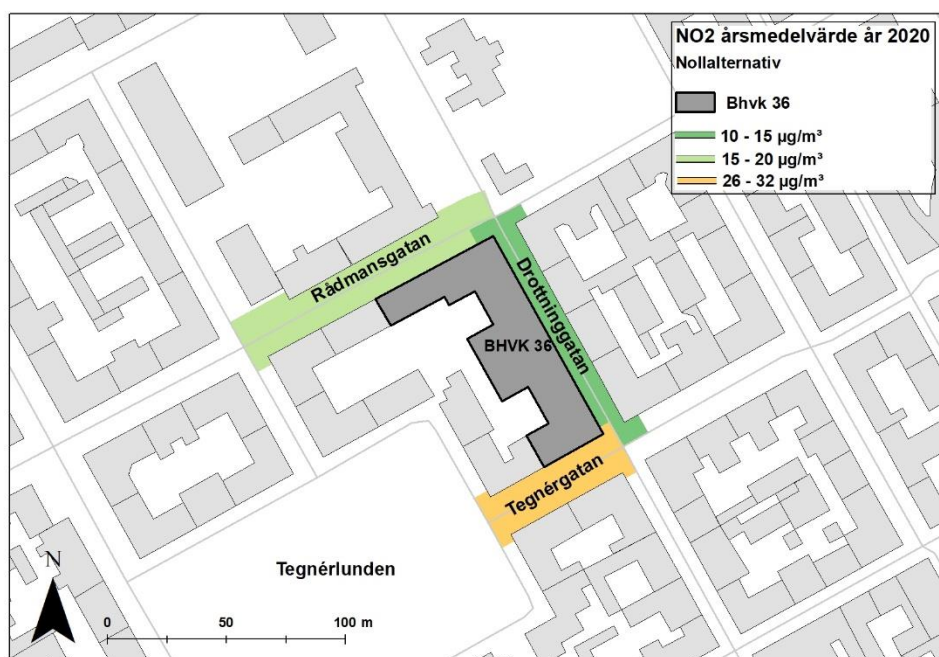 NO2 årsmedelvärde år 2020
Nollalternativ
Bhvk 36
10 - 15 µg/m³
15 - 20 µg/m³
26 - 32 µg/m³
Rådmansgatan
Drottninggatan
BHVK 36
Tegnérgatan
Tegnérlunden
N
0 50 100 m